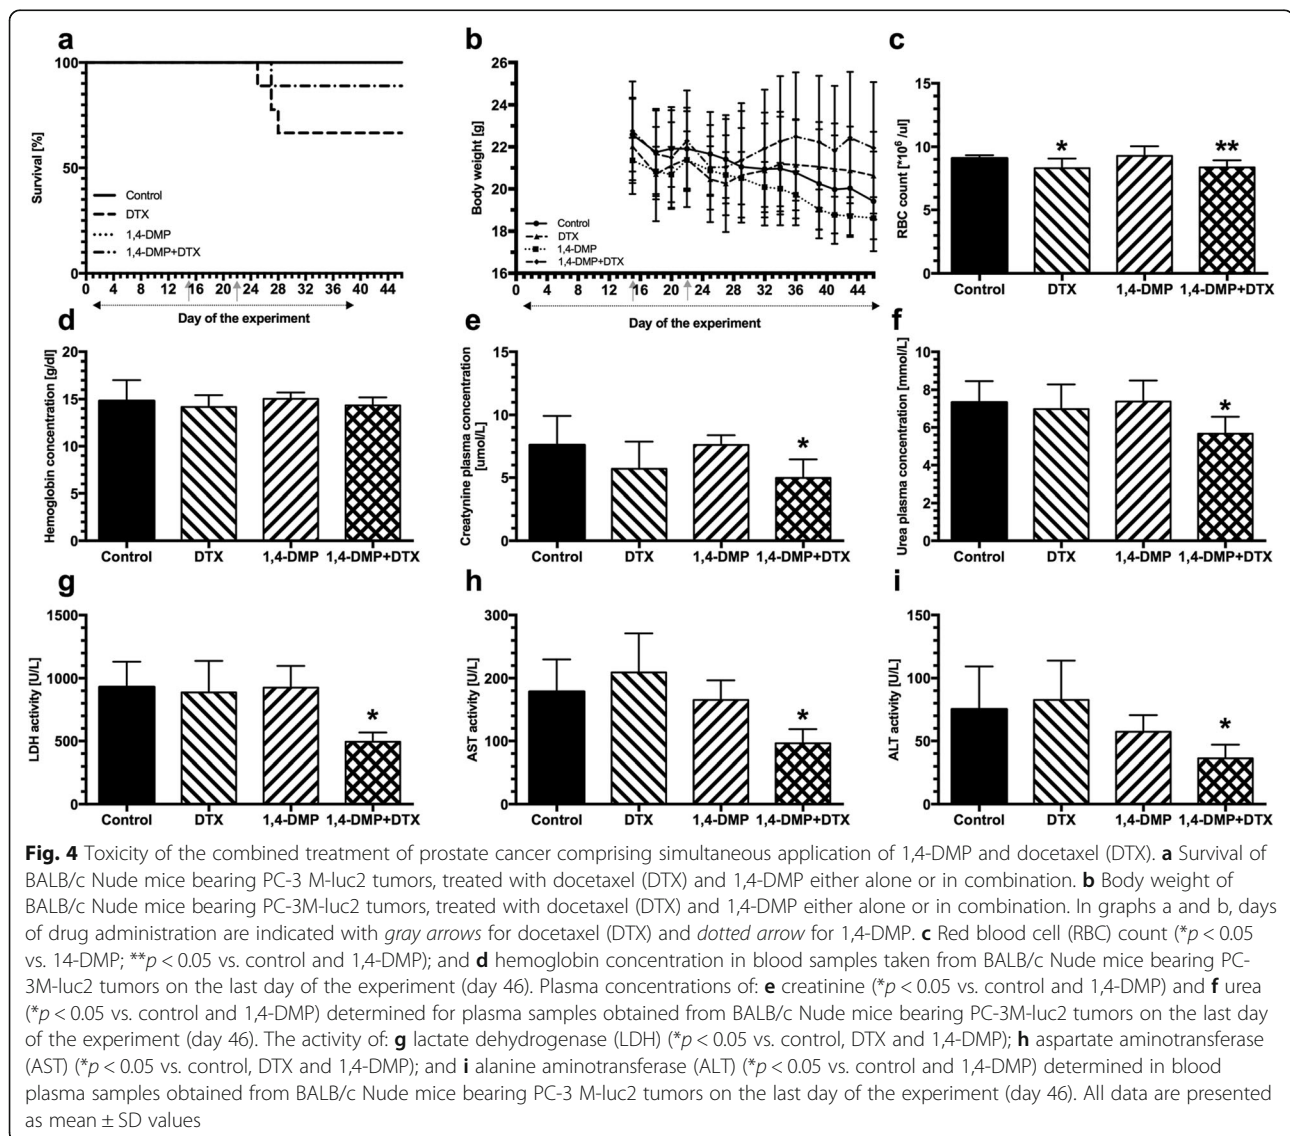 a
Survival [%]
100
50
0
Control
DTX
1,4-DMP
1,4-DMP+DTX
0 4 8 12 16 20 24 28 32 36 40 44
Day of the experiment
b
Body weight [g]
26
24
22
20
18
16
Control
DTX
1,4-DMP
1,4-DMP+DTX
0 4 8 12 16 20 24 28 32 36 40 44
Day of the experiment
c
RBC count [*10⁶/ul]
15
10
5
0
*
**
Control DTX 1,4-DMP 1,4-DMP+DTX
d
Hemoglobin concentration [g/dl]
20
15
10
5
0
Control DTX 1,4-DMP 1,4-DMP+DTX
e
Creatynine plasma concentration
[umol/L]
15
10
5
0
*
Control DTX 1,4-DMP 1,4-DMP+DTX
f
Urea plasma concentration [mmol/L]
10
8
6
4
2
0
*
Control DTX 1,4-DMP 1,4-DMP+DTX
g
LDH activity [U/L]
1500
1000
500
0
*
Control DTX 1,4-DMP 1,4-DMP+DTX
h
AST activity [U/L]
300
200
100
0
*
Control DTX 1,4-DMP 1,4-DMP+DTX
i
ALT activity [U/L]
150
100
50
0
*
Control DTX 1,4-DMP 1,4-DMP+DTX
Fig. 4 Toxicity of the combined treatment of prostate cancer comprising simultaneous application of 1,4-DMP and docetaxel (DTX). a Survival of
BALB/c Nude mice bearing PC-3 M-luc2 tumors, treated with docetaxel (DTX) and 1,4-DMP either alone or in combination. b Body weight of
BALB/c Nude mice bearing PC-3M-luc2 tumors, treated with docetaxel (DTX) and 1,4-DMP either alone or in combination. In graphs a and b, days
of drug administration are indicated with gray arrows for docetaxel (DTX) and dotted arrow for 1,4-DMP. c Red blood cell (RBC) count (*p < 0.05
vs. 14-DMP; **p < 0.05 vs. control and 1,4-DMP); and d hemoglobin concentration in blood samples taken from BALB/c Nude mice bearing PC-
3M-luc2 tumors on the last day of the experiment (day 46). Plasma concentrations of: e creatinine (*p < 0.05 vs. control and 1,4-DMP) and f urea
(*p < 0.05 vs. control and 1,4-DMP) determined for plasma samples obtained from BALB/c Nude mice bearing PC-3M-luc2 tumors on the last day
of the experiment (day 46). The activity of: g lactate dehydrogenase (LDH) (*p < 0.05 vs. control, DTX and 1,4-DMP); h aspartate aminotransferase
(AST) (*p < 0.05 vs. control, DTX and 1,4-DMP); and i alanine aminotransferase (ALT) (*p < 0.05 vs. control and 1,4-DMP) determined in blood
plasma samples obtained from BALB/c Nude mice bearing PC-3 M-luc2 tumors on the last day of the experiment (day 46). All data are presented
as mean ± SD values